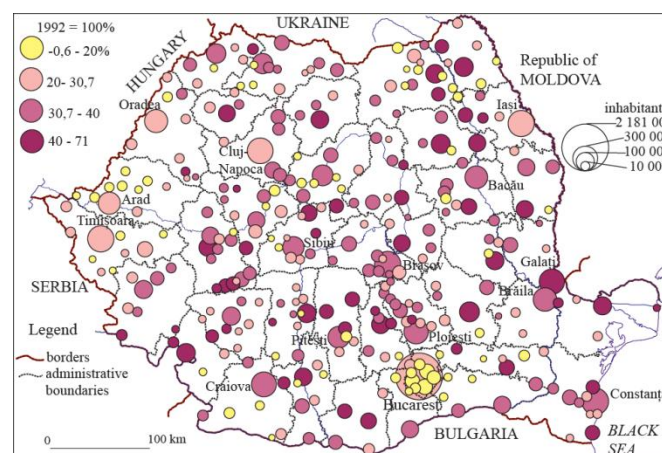 1992 = 100%
-0,6 - 20%
20- 30,7
30,7 - 40
40 - 71
UKRAINE
HUNGARY
Republic of
MOLDOVA
inhabitant
2 181 00
300 00
100 00
10 00
Oradea
Iasi
Cluj-
Napoca
Bacău
Arad
Timișoara
Sibiu
Brașov
Galați
Brăila
SERBIA
Legend
borders
administrative
boundaries
Pitești
Ploiești
Craiova
București
Constanț
0 100 km
BULGARIA
BLACK
SEA